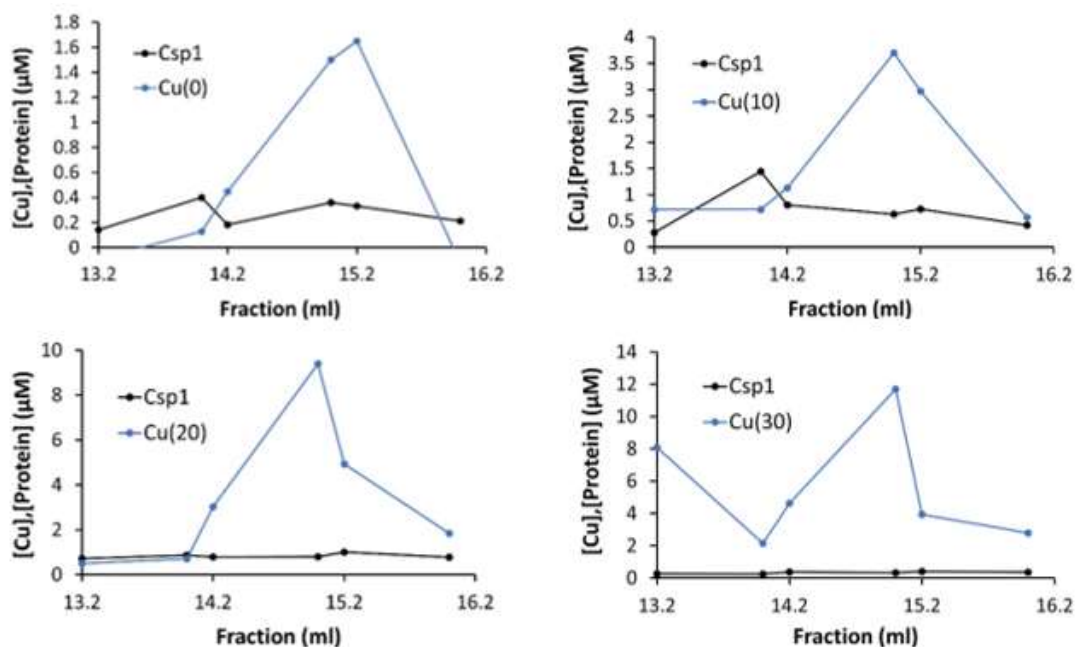 [Cu],[Protein] (µM)
1.8
1.6
1.4
1.2
1
0.8
0.6
0.4
0.2
0
Csp1
Cu(0)
13.2 14.2 15.2 16.2
Fraction (ml)
[Cu],[Protein] (µM)
4
3.5
3
2.5
2
1.5
1
0.5
0
Csp1
Cu(10)
13.2 14.2 15.2 16.2
Fraction (ml)
[Cu],[Protein] (µM)
10
8
6
4
2
0
Csp1
Cu(20)
13.2 14.2 15.2 16.2
Fraction (ml)
[Cu],[Protein] (µM)
14
12
10
8
6
4
2
0
Csp1
Cu(30)
13.2 14.2 15.2 16.2
Fraction (ml)